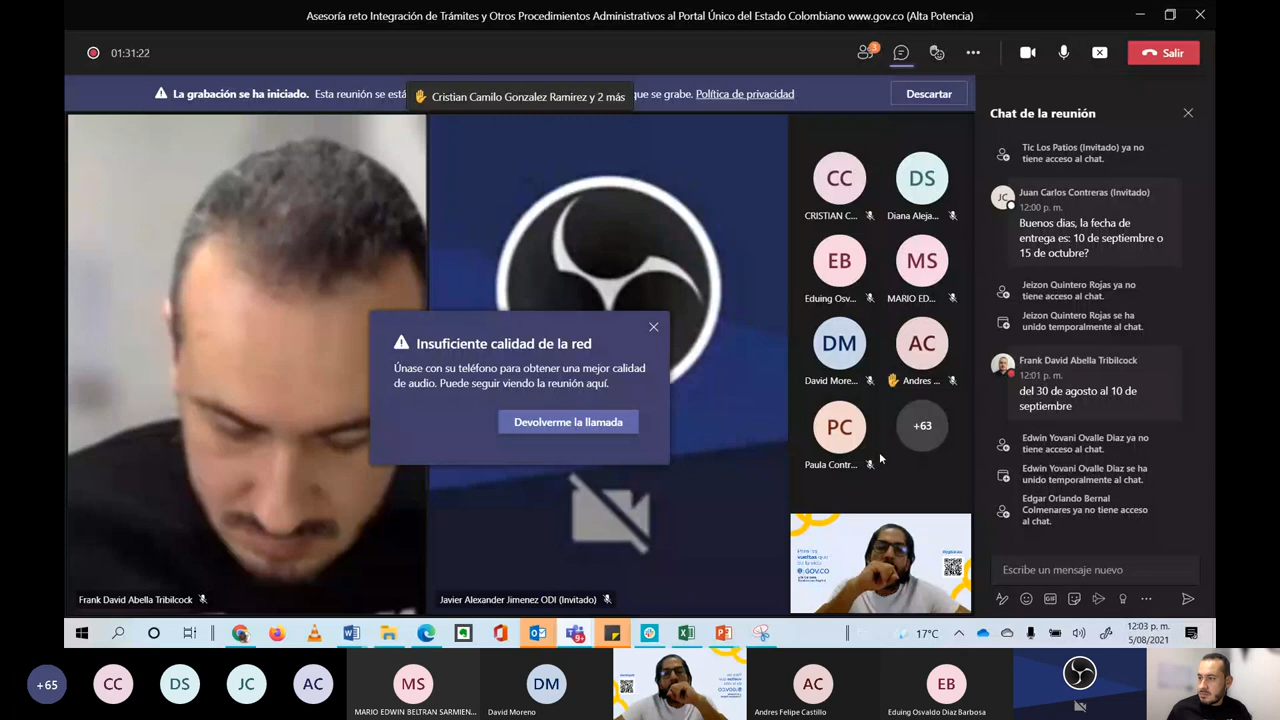 Asesoría reto Integración de Trámites y Otros Procedimientos Administrativos al Portal Único del Estado Colombiano www.gov.co (Alta Potencia)
01:31:22
3
Salir
La grabación se ha iniciado. Esta reunión se está
Cristian Camilo Gonzalez Ramirez y 2 más
que se grabe. Política de privacidad
Descartar
Insuficiente calidad de la red
Únase con su teléfono para obtener una mejor calidad
de audio. Puede seguir viendo la reunión aquí.
Devolverme la llamada
Frank David Abella Tribilcock
Javier Alexander Jimenez ODI (Invitado)
CC
CRISTIAN C...
DS
Diana Aleja...
EB
Eduing Osv...
MS
MARIO ED...
DM
David More...
AC
Andres ...
PC
Paula Contr...
+63
GOV.CO
Chat de la reunión
Tic Los Patios (Invitado) ya no
tiene acceso al chat.
JC
Juan Carlos Contreras (Invitado)
12:00 p. m.
Buenos dias, la fecha de
entrega es: 10 de septiembre o
15 de octubre?
Jeizon Quintero Rojas ya no
tiene acceso al chat.
Jeizon Quintero Rojas se ha
unido temporalmente al chat.
Frank David Abella Tribilcock
12:01 p. m.
del 30 de agosto al 10 de
septiembre
Edwin Yovani Ovalle Diaz ya no
tiene acceso al chat.
Edwin Yovani Ovalle Diaz se ha
unido temporalmente al chat.
Edgar Orlando Bernal
Colmenares ya no tiene acceso
al chat.
Escribe un mensaje nuevo
GIF
9+
17°C
12:03 p. m.
5/08/2021
+65
CC
DS
JC
AC
MS
MARIO EDWIN BELTRAN SARMIEN...
DM
David Moreno
AC
Andres Felipe Castillo
EB
Eduing Osvaldo Diaz Barbosa